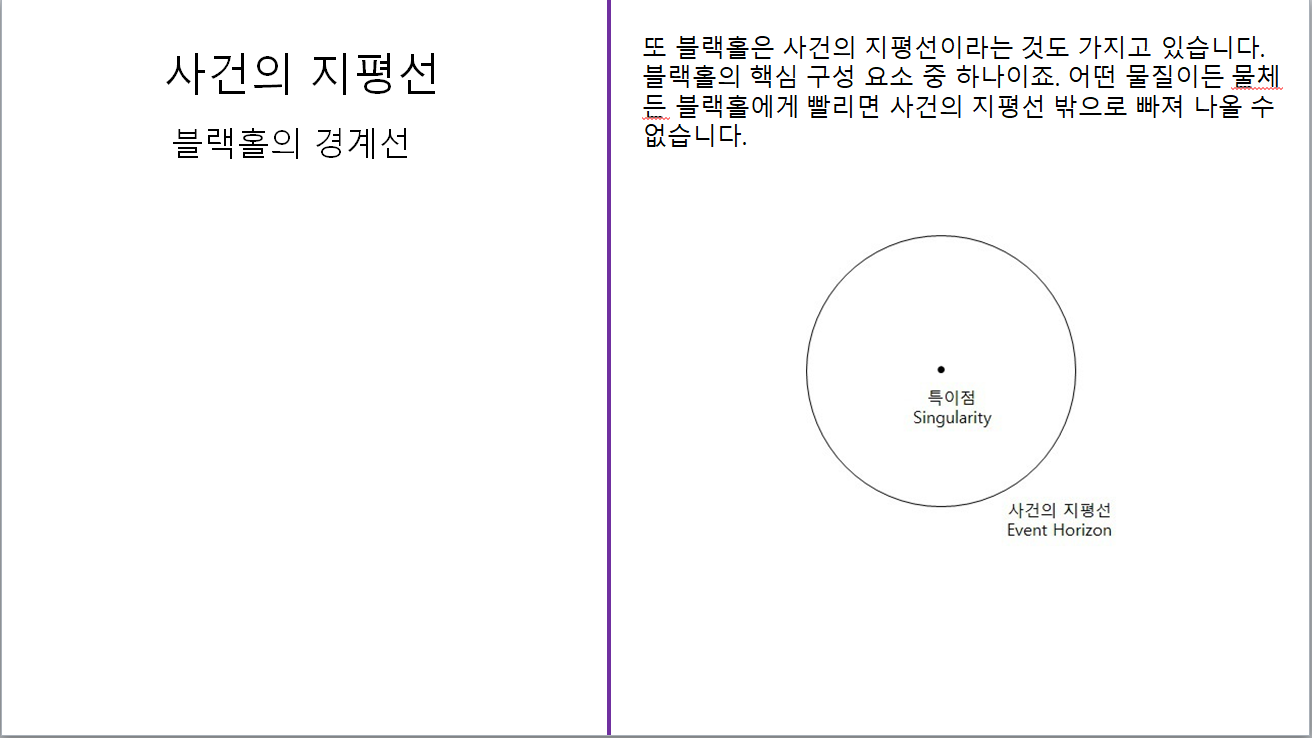 사건의 지평선
블랙홀의 경계선
또 블랙홀은 사건의 지평선이라는 것도 가지고 있습니다.
블랙홀의 핵심 구성 요소 중 하나이죠. 어떤 물질이든 물체
든 블랙홀에게 빨리면 사건의 지평선 밖으로 빠져 나올 수
없습니다.
특이점
Singularity
사건의 지평선
Event Horizon